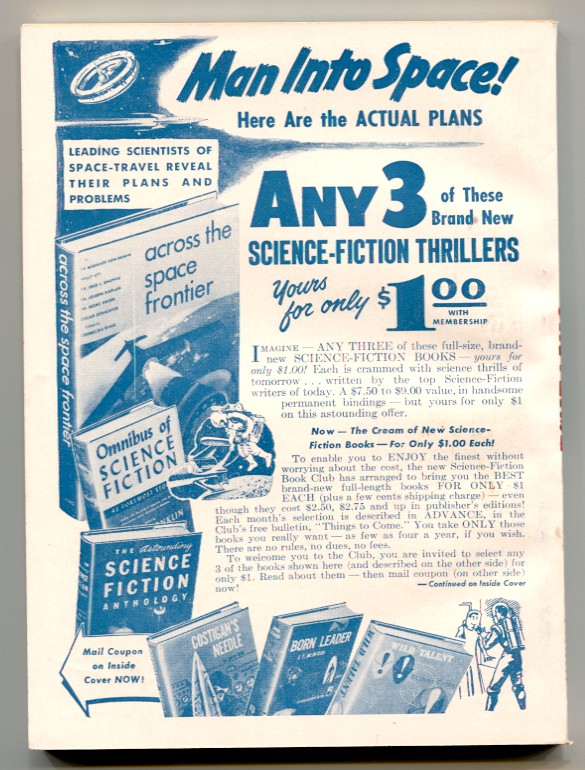 Man Into Space!
Here Are the ACTUAL PLANS
LEADING SCIENTISTS OF
SPACE-TRAVEL REVEAL
THEIR PLANS AND
PROBLEMS
ANY 3 of These
Brand New
SCIENCE-FICTION THRILLERS
Yours
for only $1.00
WITH
MEMBERSHIP
across the
space
frontier
across the space frontier
Omnibus of
SCIENCE
FICTION
THE Astounding
SCIENCE
FICTION
ANTHOLOGY
IMAGINE — ANY THREE of these full-size, brand-
new SCIENCE-FICTION BOOKS — yours for
only $1.00! Each is crammed with science thrills of
tomorrow . . . written by the top Science-Fiction
writers of today. A $7.50 to $9.00 value, in handsome
permanent bindings — but yours for only $1
on this astounding offer.
Now — The Cream of New Science-
Fiction Books — For Only $1.00 Each!
To enable you to ENJOY the finest without
worrying about the cost, the new Science-Fiction
Book Club has arranged to bring you the BEST
brand-new full-length books FOR ONLY $1
EACH (plus a few cents shipping charge) — even
though they cost $2.50, $2.75 and up in publisher's editions!
Each month's selection is described in ADVANCE, in the
Club's free bulletin, "Things to Come." You take ONLY those
books you really want — as few as four a year, if you wish.
There are no rules, no dues, no fees.
To welcome you to the Club, you are invited to select any
3 of the books shown here (and described on the other side) for
only $1. Read about them — then mail coupon (on other side)
now!
— Continued on Inside Cover
Mail Coupon
on Inside
Cover NOW!
COSTIGAN'S
NEEDLE
BORN LEADER
J. T. McINTOSH
WILD TALENT
WILD TALENT